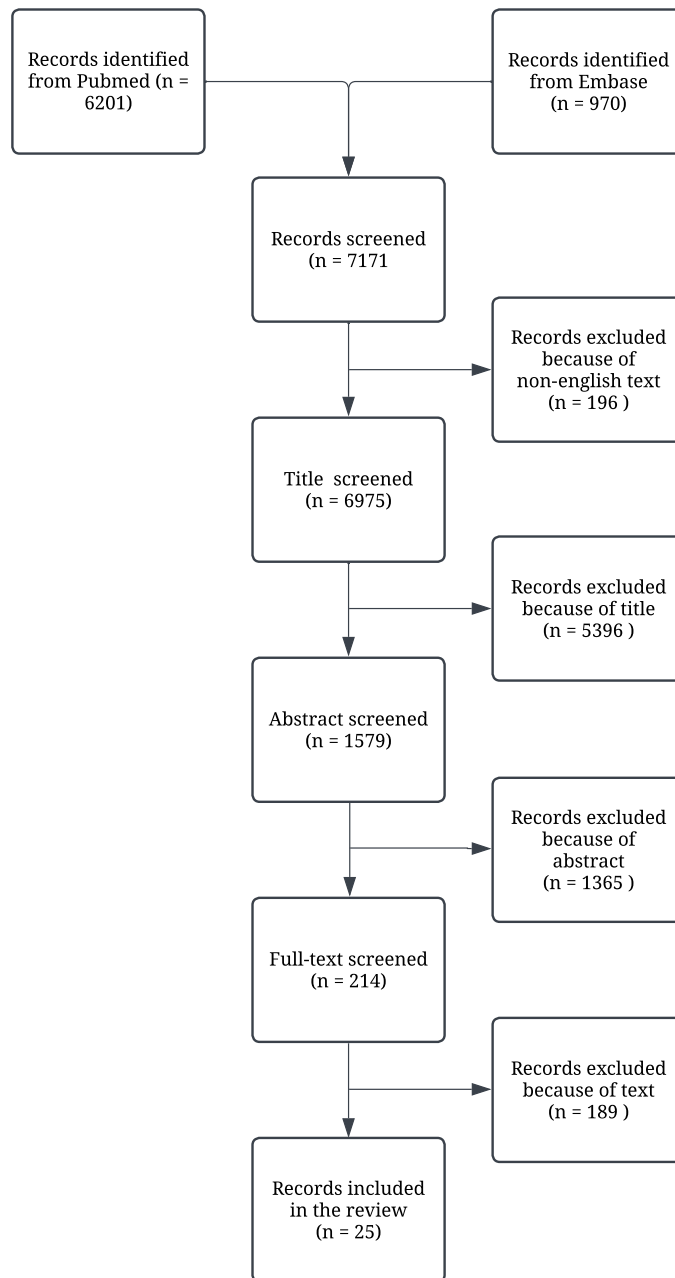 Records identified
from Pubmed (n =
6201)
Records identified
from Embase
(n = 970)
Records screened
(n = 7171
Records excluded
because of
non-english text
(n = 196 )
Title  screened
(n = 6975)
Records excluded
because of title
(n = 5396 )
Abstract screened
(n = 1579)
Records excluded
because of
abstract
(n = 1365 )
Full-text screened
(n = 214)
Records excluded
because of text
(n = 189 )
Records included
in the review
(n = 25)